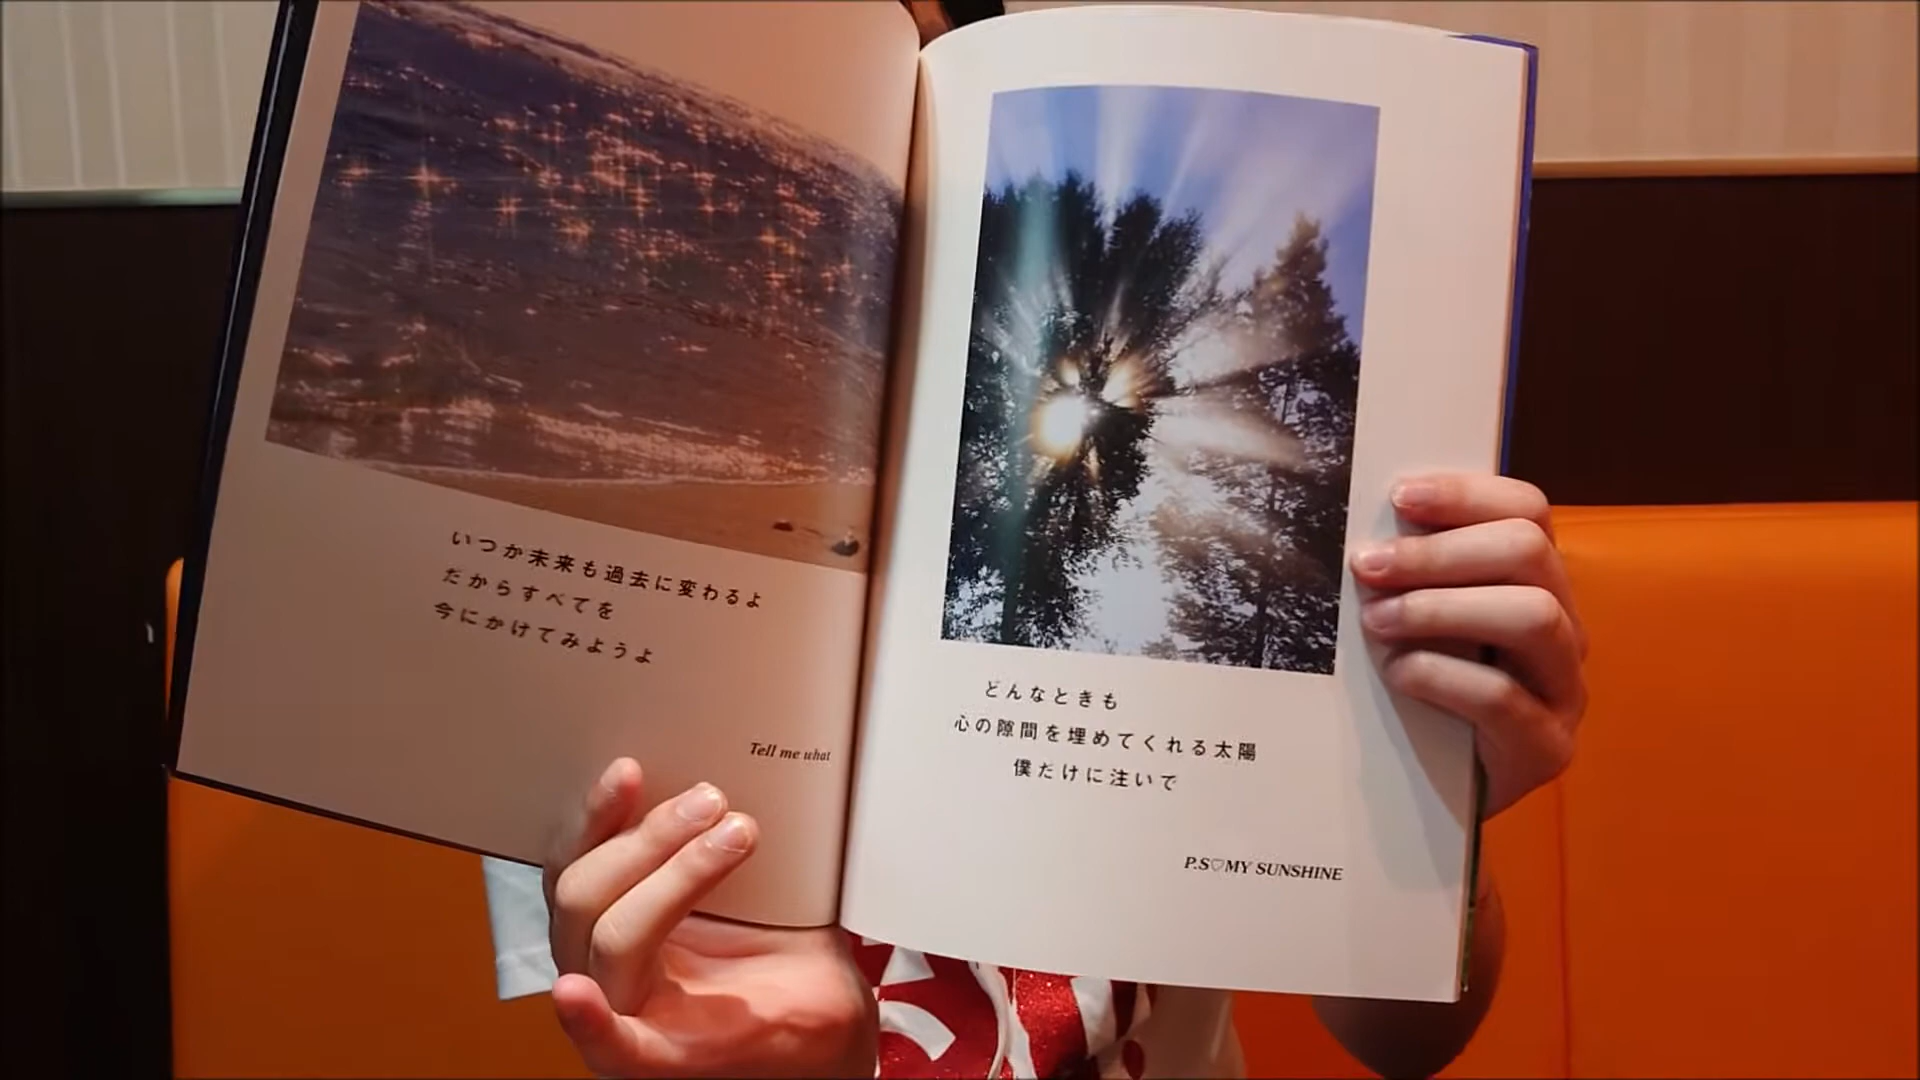 いつか未来も過去に変わるよ
だからすべてを
今にかけてみようよ
Tell me what
どんなときも
心の隙間を埋めてくれる太陽
僕だけに注いで
P.S♡MY SUNSHINE